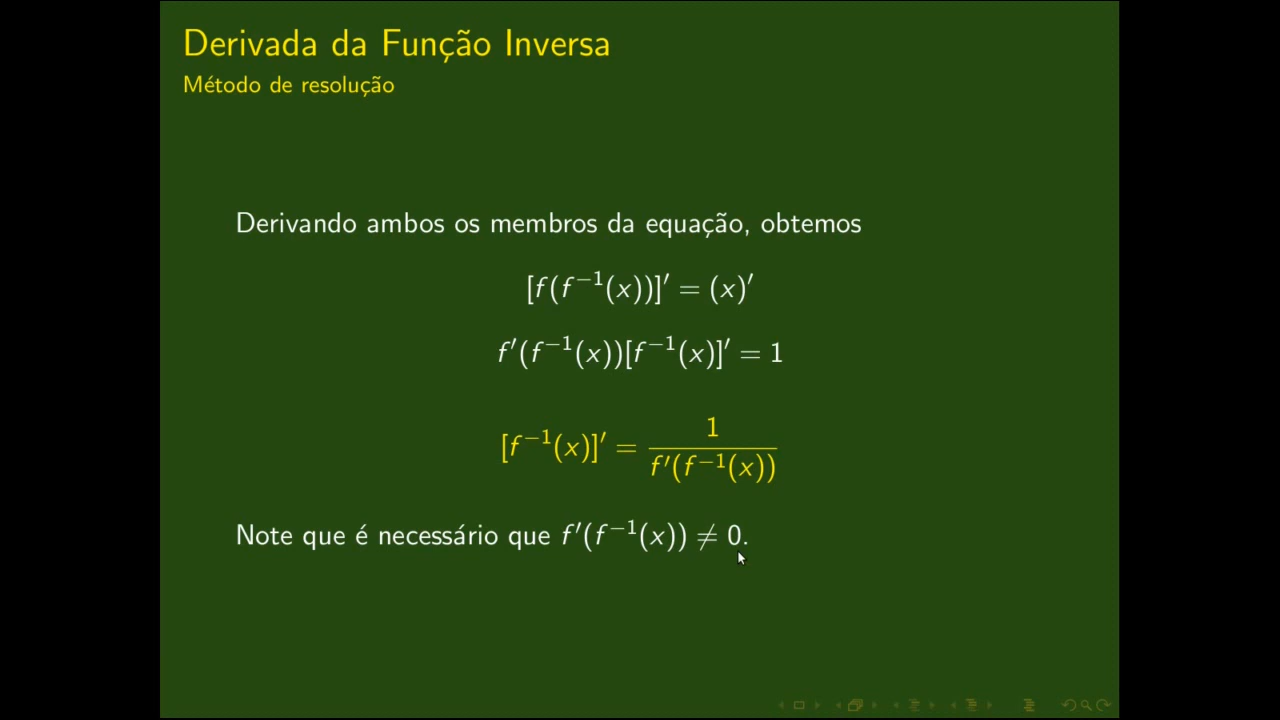 Derivada da Função Inversa
Método de resolução
Derivando ambos os membros da equação, obtemos
[f(f⁻¹(x))]′ = (x)′
f′(f⁻¹(x))[f⁻¹(x)]′ = 1
[f⁻¹(x)]′ = 1 / f′(f⁻¹(x))
Note que é necessário que f′(f⁻¹(x)) ≠ 0.